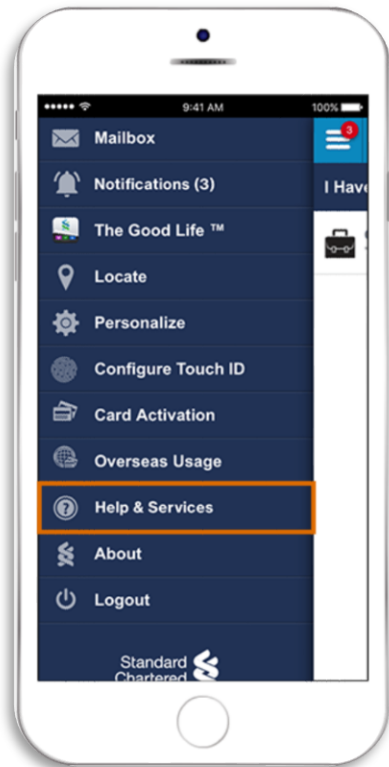 9:41 AM 100%
Mailbox
3
Notifications (3)
I Have
The Good Life ™
Locate
Personalize
Configure Touch ID
Card Activation
Overseas Usage
Help & Services
About
Logout
Standard
Chartered